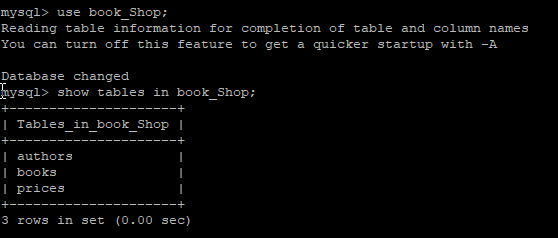 mysql> use book_Shop;
Reading table information for completion of table and column names
You can turn off this feature to get a quicker startup with -A
Database changed
mysql> show tables in book_Shop;
+---------------------+
| Tables_in_book_Shop |
+---------------------+
| authors             |
| books               |
| prices              |
+---------------------+
3 rows in set (0.00 sec)